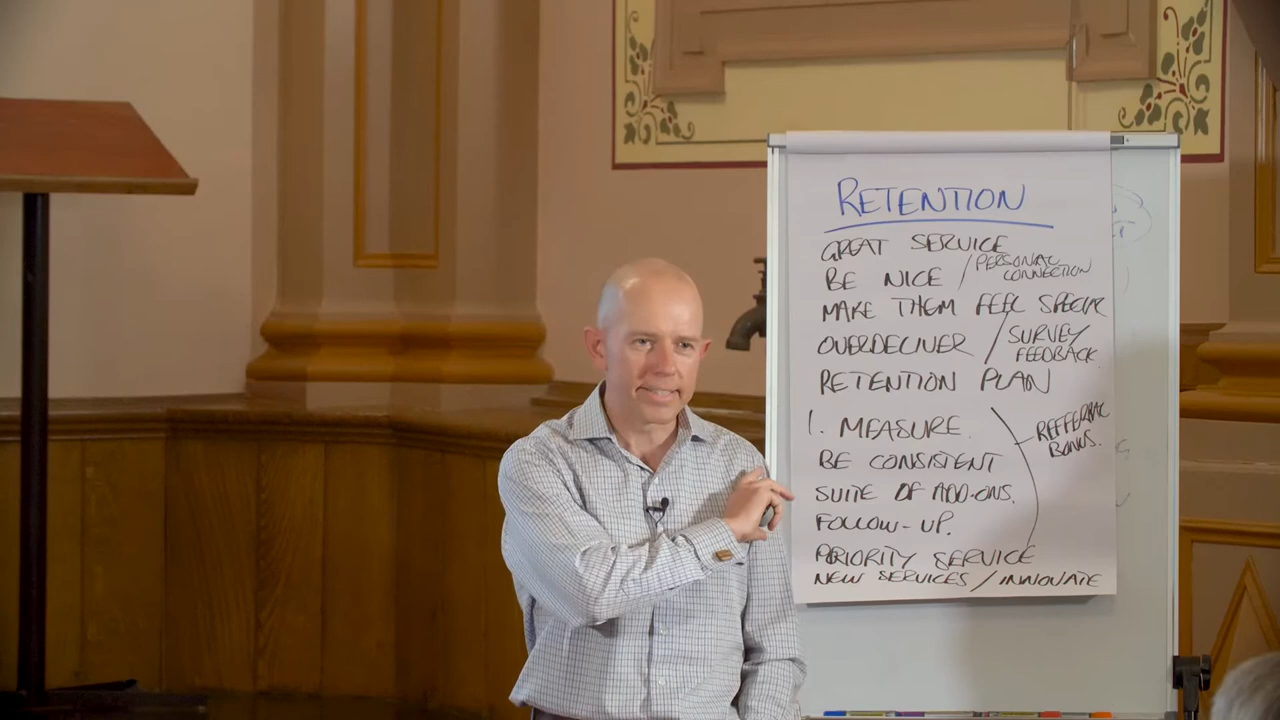 RETENTION
GREAT SERVICE
BE NICE / PERSONAL CONNECTION
MAKE THEM FEEL SPECIAL
OVERDELIVER / SURVEY FEEDBACK
RETENTION PLAN
1. MEASURE.
REFFERAL BONUS.
BE CONSISTENT
SUITE OF ADD-ONS.
FOLLOW-UP.
PRIORITY SERVICE
NEW SERVICES / INNOVATE